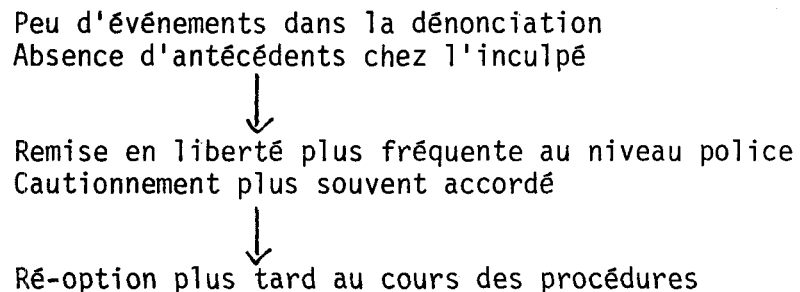 Peu d'événements dans la dénonciation
Absence d'antécédents chez l'inculpé
Remise en liberté plus fréquente au niveau police
Cautionnement plus souvent accordé
Ré-option plus tard au cours des procédures